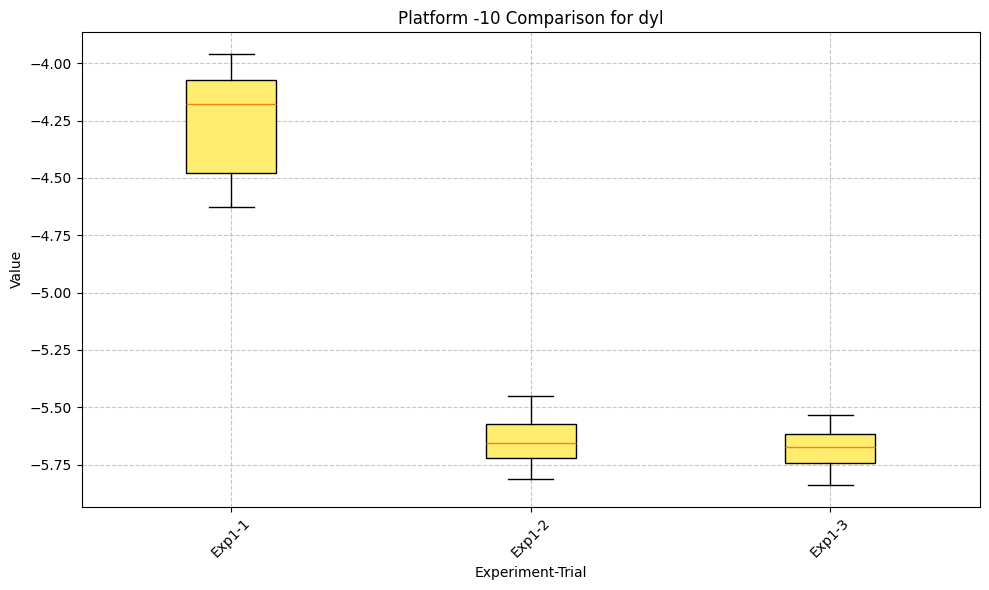 Platform -10 Comparison for dyl
Value
−4.00
−4.25
−4.50
−4.75
−5.00
−5.25
−5.50
−5.75
Exp1-1
Exp1-2
Exp1-3
Experiment-Trial